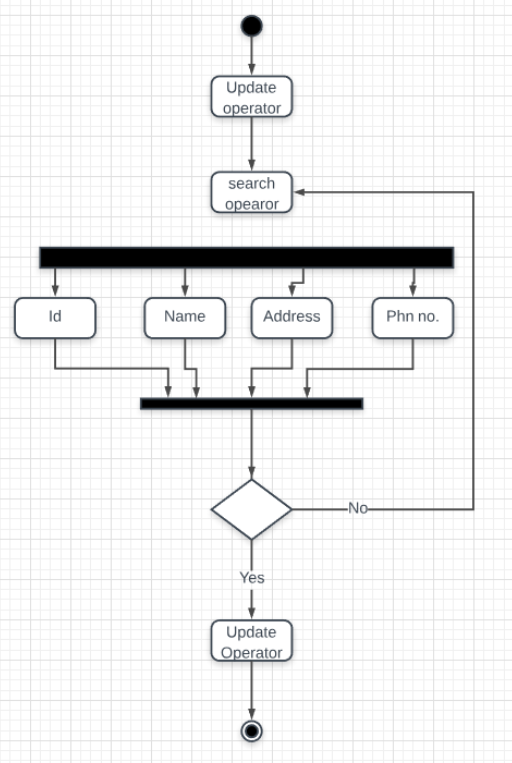 Update
operator
search
opearor
Id
Name
Address
Phn no.
No
Yes
Update
Operator